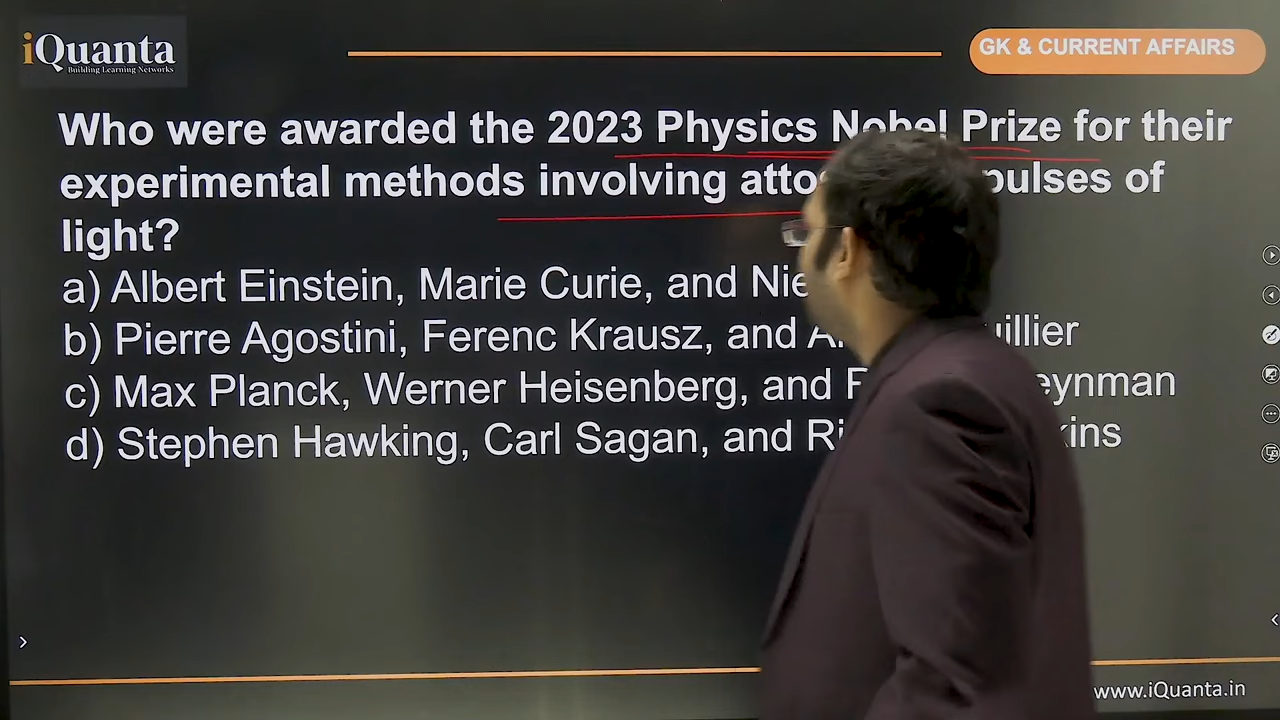 iQuanta
Building Learning Networks
GK & CURRENT AFFAIRS
Who were awarded the 2023 Physics Nobel Prize for their
experimental methods involving pulses of
light?
a) Albert Einstein, Marie Curie, and
b) Pierre Agostini, Ferenc Krausz, and
c) Max Planck, Werner Heisenberg, and
d) Stephen Hawking, Carl Sagan, and
www.iQuanta.in